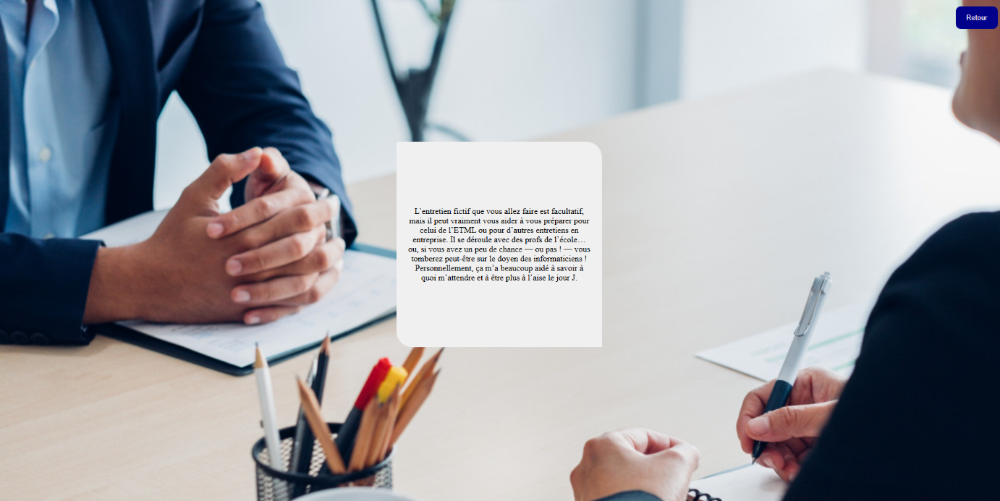 Retour
L'entretien fictif que vous allez faire est facultatif,
mais il peut vraiment vous aider à vous préparer pour
celui de l'ETML ou pour d'autres entretiens en
entreprise. Il se déroule avec des profs de l'école…
ou, si vous avez un peu de chance — ou pas ! — vous
tomberez peut-être sur le doyen des informaticiens !
Personnellement, ça m'a beaucoup aidé à savoir à
quoi m'attendre et à être plus à l'aise le jour J.